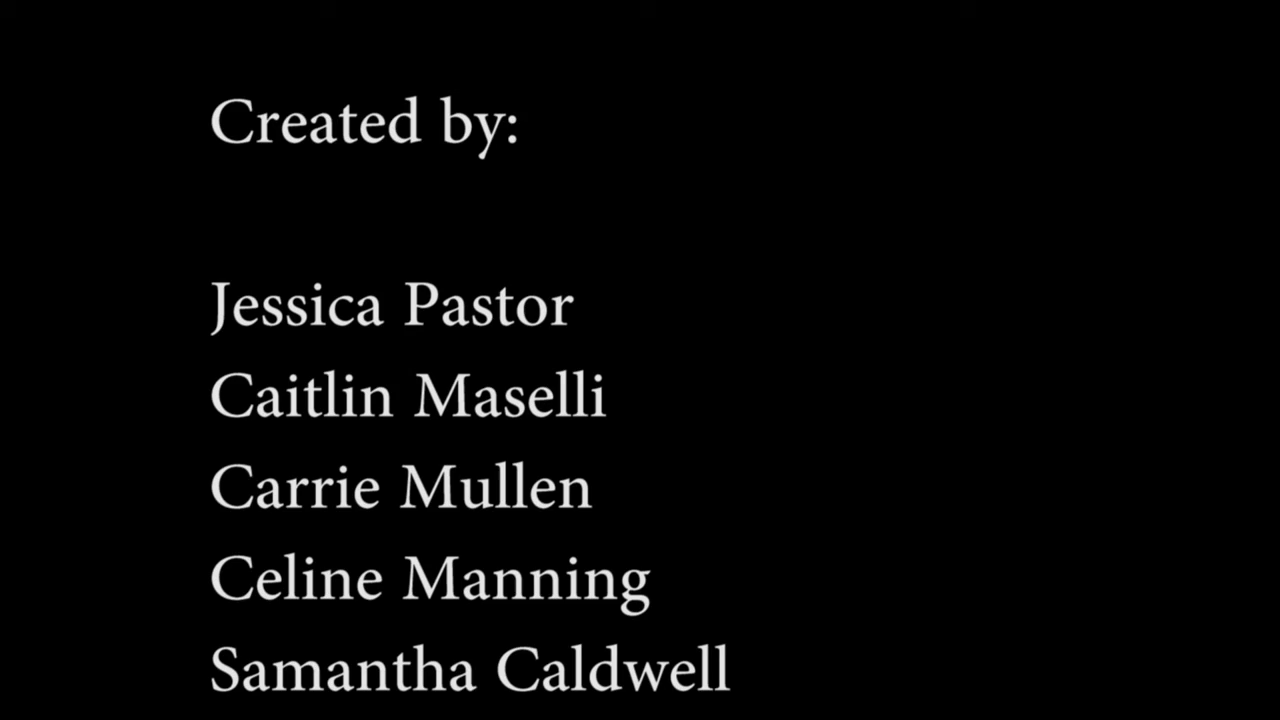 Created by:
Jessica Pastor
Caitlin Maselli
Carrie Mullen
Celine Manning
Samantha Caldwell